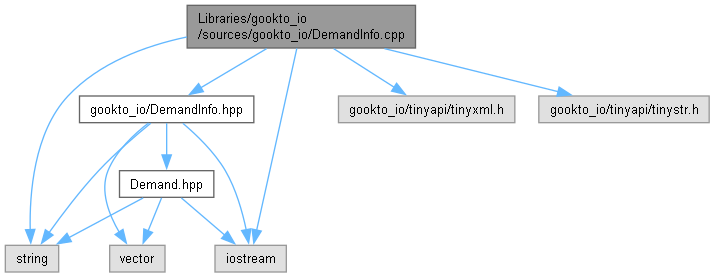 Libraries/gookto_io
/sources/gookto_io/DemandInfo.cpp
gookto_io/DemandInfo.hpp
gookto_io/tinyapi/tinyxml.h
gookto_io/tinyapi/tinystr.h
Demand.hpp
string
vector
iostream